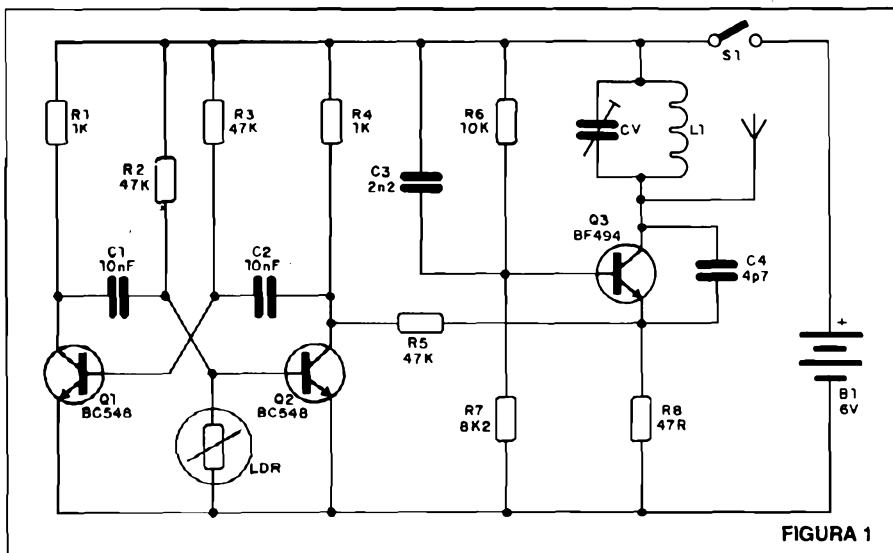 S1
R1
1K
R3
47K
R4
1K
R6
10K
CV
L1
R2
47K
C3
2n2
Q3
BF494
C1
10nF
C2
10nF
C4
4p7
R5
47K
+
B1
6V
Q1
BC548
Q2
BC548
R7
8K2
R8
47R
LDR
FIGURA 1